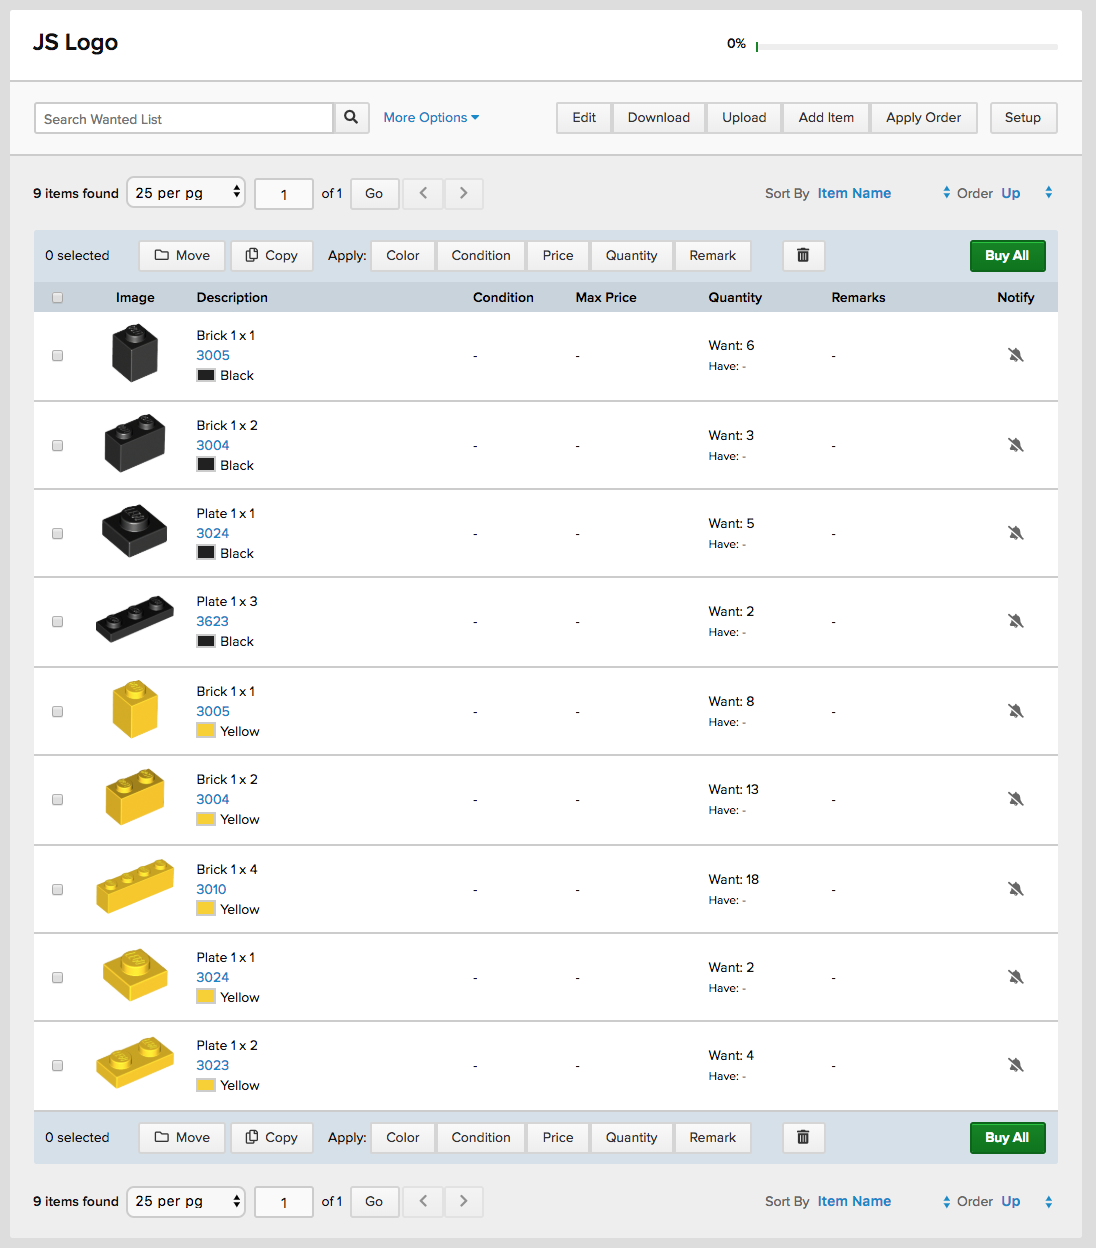 JS Logo
0%
Search Wanted List
More Options
Edit Download Upload Add Item Apply Order Setup
9 items found 25 per pg 1 of 1 Go Sort By Item Name Order Up
0 selected Move Copy Apply: Color Condition Price Quantity Remark Buy All
Image Description Condition Max Price Quantity Remarks Notify
Brick 1 x 1
3005
Black
- - Want: 6
Have: -
-
Brick 1 x 2
3004
Black
- - Want: 3
Have: -
-
Plate 1 x 1
3024
Black
- - Want: 5
Have: -
-
Plate 1 x 3
3623
Black
- - Want: 2
Have: -
-
Brick 1 x 1
3005
Yellow
- - Want: 8
Have: -
-
Brick 1 x 2
3004
Yellow
- - Want: 13
Have: -
-
Brick 1 x 4
3010
Yellow
- - Want: 18
Have: -
-
Plate 1 x 1
3024
Yellow
- - Want: 2
Have: -
-
Plate 1 x 2
3023
Yellow
- - Want: 4
Have: -
-
0 selected Move Copy Apply: Color Condition Price Quantity Remark Buy All
9 items found 25 per pg 1 of 1 Go Sort By Item Name Order Up